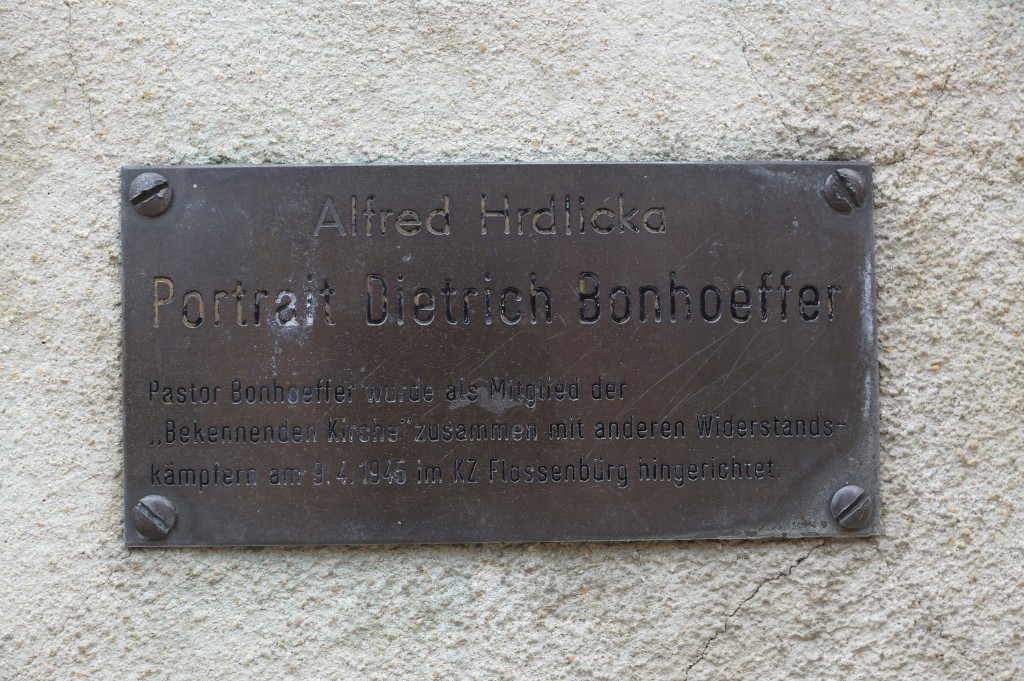 Alfred Hrdlicka
Portrait Dietrich Bonhoeffer
Pastor Bonhoeffer wurde als Mitglied der
„Bekennenden Kirche" zusammen mit anderen Widerstands-
kämpfern am 9.4.1945 im KZ Flossenbürg hingerichtet.